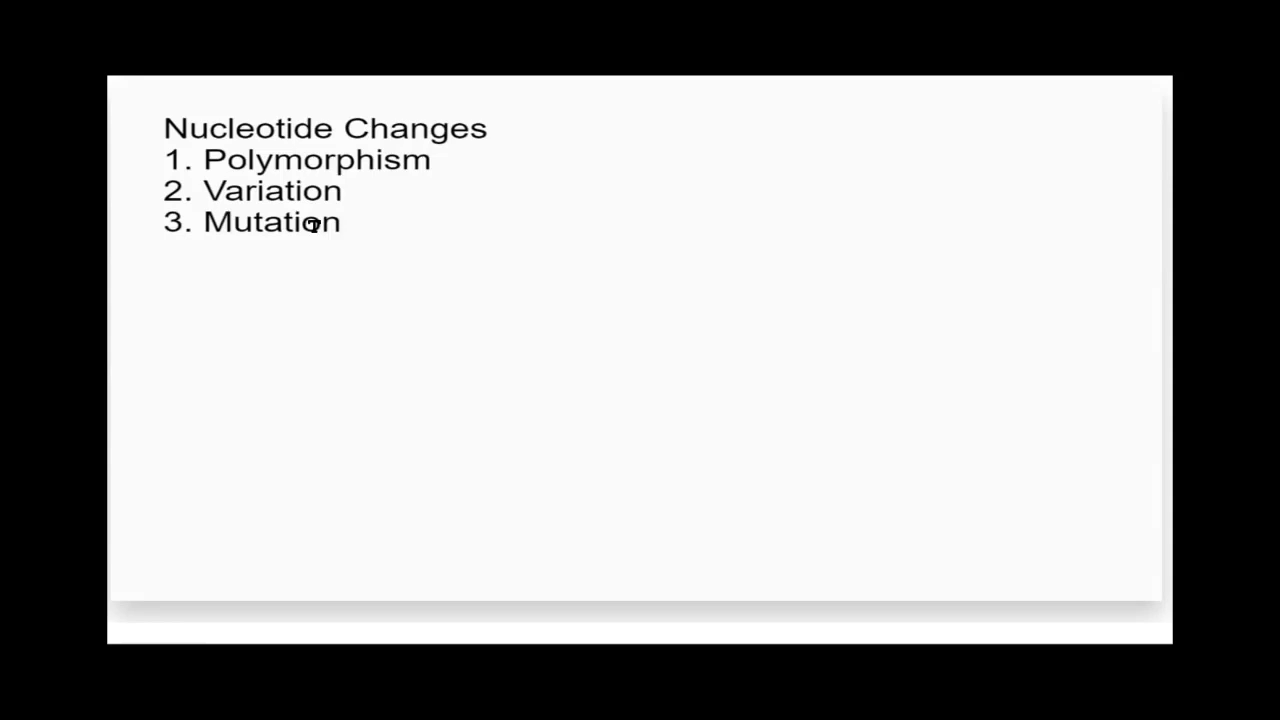 Nucleotide Changes
1. Polymorphism
2. Variation
3. Mutation